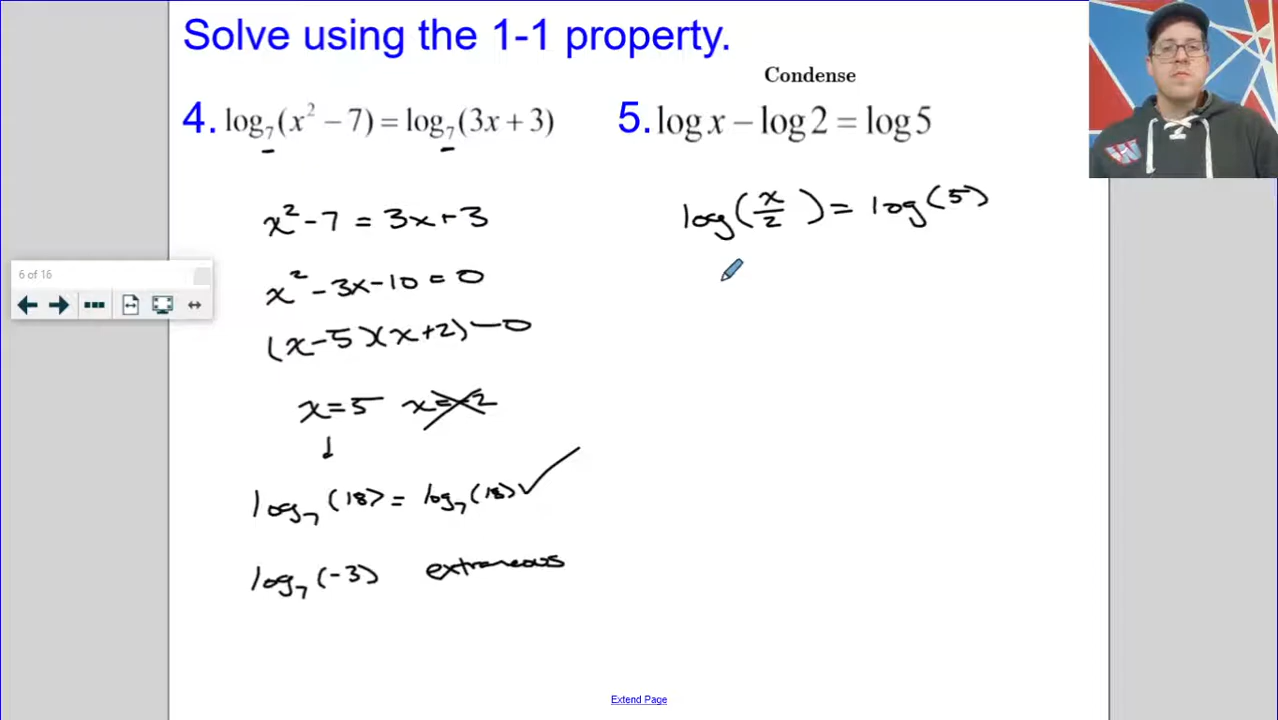 Solve using the 1-1 property.
Condense
4. log₇(x² − 7) = log₇(3x + 3)
5. log x − log 2 = log 5
x² - 7 = 3x + 3
x² - 3x - 10 = 0
(x - 5)(x + 2) - 0
x = 5 x = -2
log₇(18) = log₇(18) ✓
log₇(-3) extraneous
log(x/2) = log(5)
6 of 16
W
Extend Page